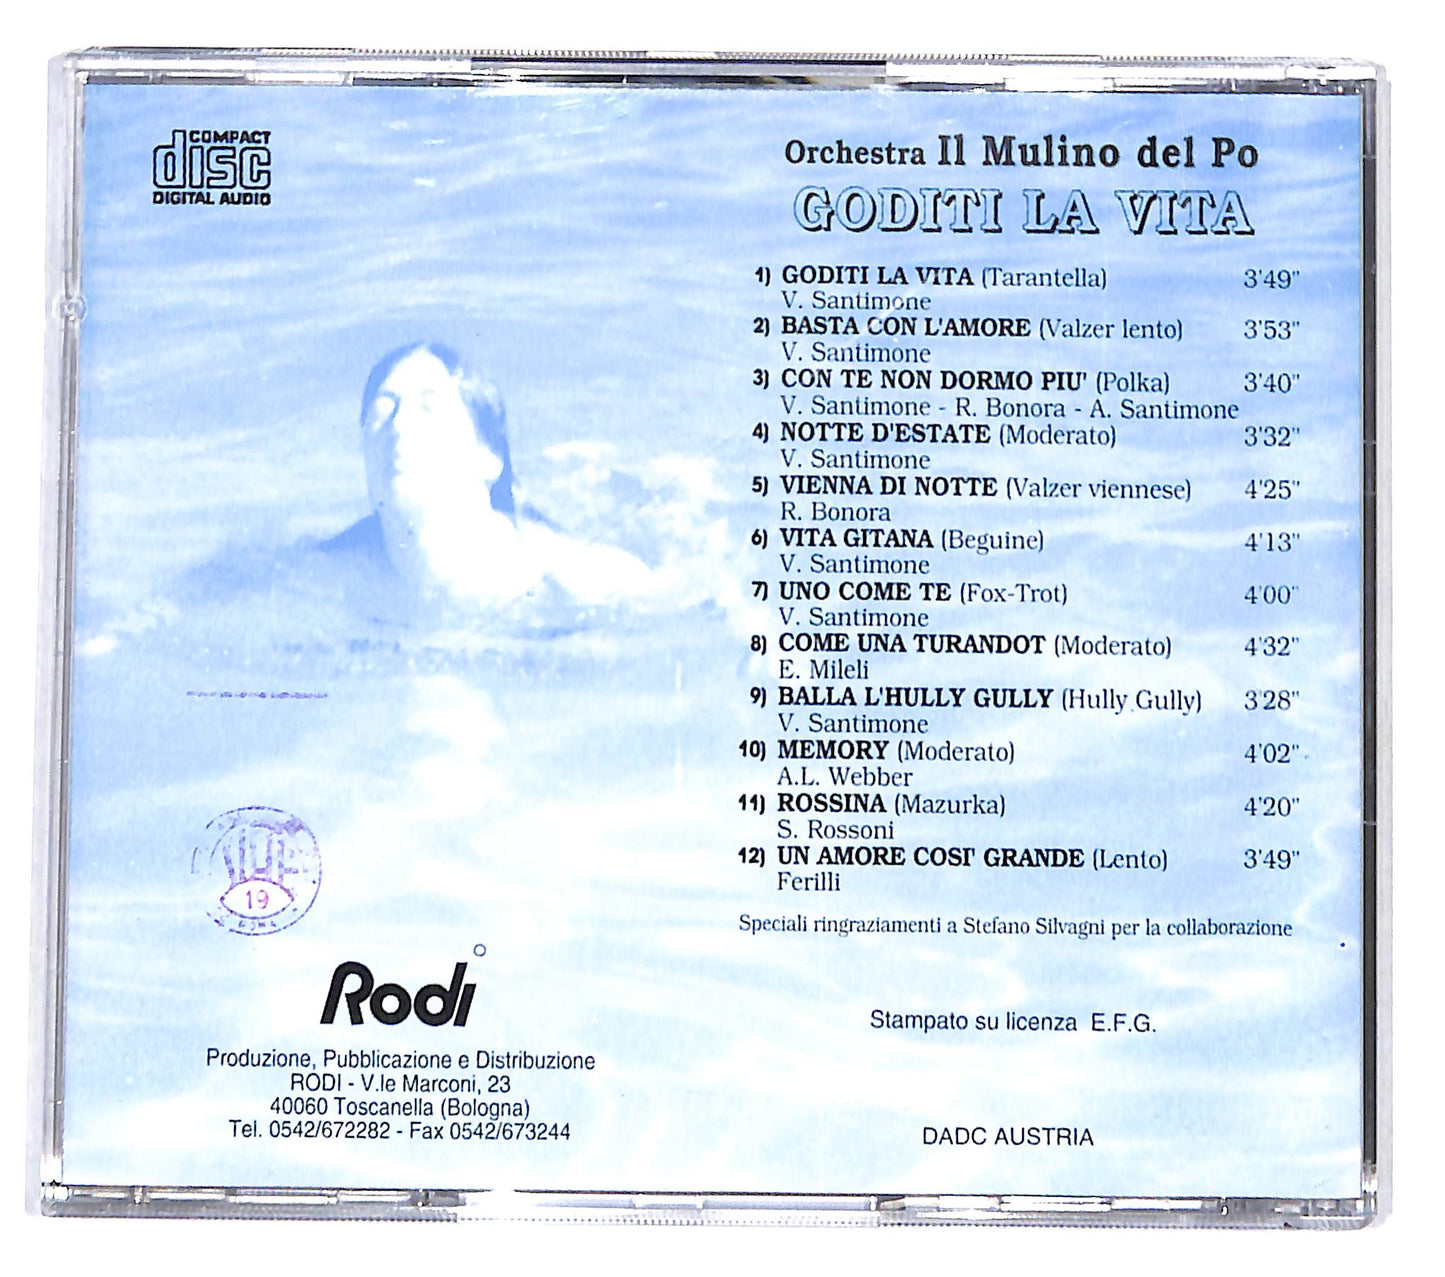 COMPACT
disc
DIGITAL AUDIO
Orchestra Il Mulino del Po
GODITI LA VITA
1) GODITI LA VITA (Tarantella) 3'49"
V. Santimone
2) BASTA CON L'AMORE (Valzer lento) 3'53"
V. Santimone
3) CON TE NON DORMO PIU' (Polka) 3'40"
V. Santimone - R. Bonora - A. Santimone
4) NOTTE D'ESTATE (Moderato) 3'32"
V. Santimone
5) VIENNA DI NOTTE (Valzer viennese) 4'25"
R. Bonora
6) VITA GITANA (Beguine) 4'13"
V. Santimone
7) UNO COME TE (Fox-Trot) 4'00"
V. Santimone
8) COME UNA TURANDOT (Moderato) 4'32"
E. Mileli
9) BALLA L'HULLY GULLY (Hully Gully) 3'28"
V. Santimone
10) MEMORY (Moderato) 4'02"
A.L. Webber
11) ROSSINA (Mazurka) 4'20"
S. Rossoni
12) UN AMORE COSI' GRANDE (Lento) 3'49"
Ferilli
Speciali ringraziamenti a Stefano Silvagni per la collaborazione
19
Rodi
Produzione, Pubblicazione e Distribuzione
RODI - V.le Marconi, 23
40060 Toscanella (Bologna)
Tel. 0542/672282 - Fax 0542/673244
Stampato su licenza E.F.G.
DADC AUSTRIA